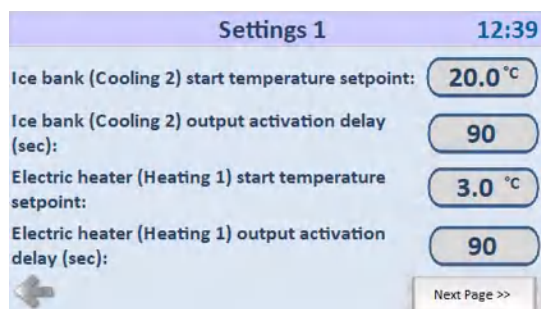 Settings 1 12:39
Ice bank (Cooling 2) start temperature setpoint: 20.0 °C
Ice bank (Cooling 2) output activation delay
(sec): 90
Electric heater (Heating 1) start temperature
setpoint: 3.0 °C
Electric heater (Heating 1) output activation
delay (sec): 90
Next Page >>